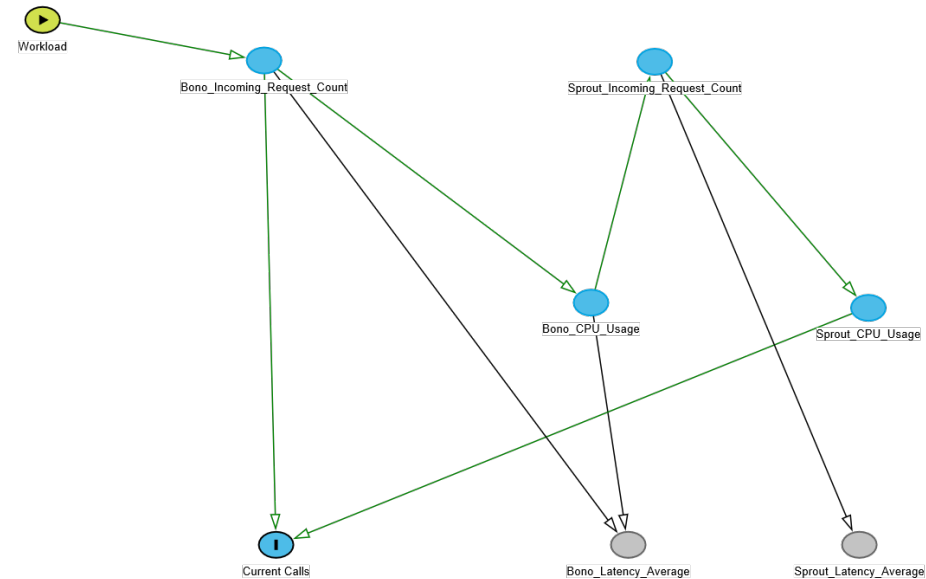 Workload
Bono_Incoming_Request_Count
Sprout_Incoming_Request_Count
Bono_CPU_Usage
Sprout_CPU_Usage
Current Calls
Bono_Latency_Average
Sprout_Latency_Average